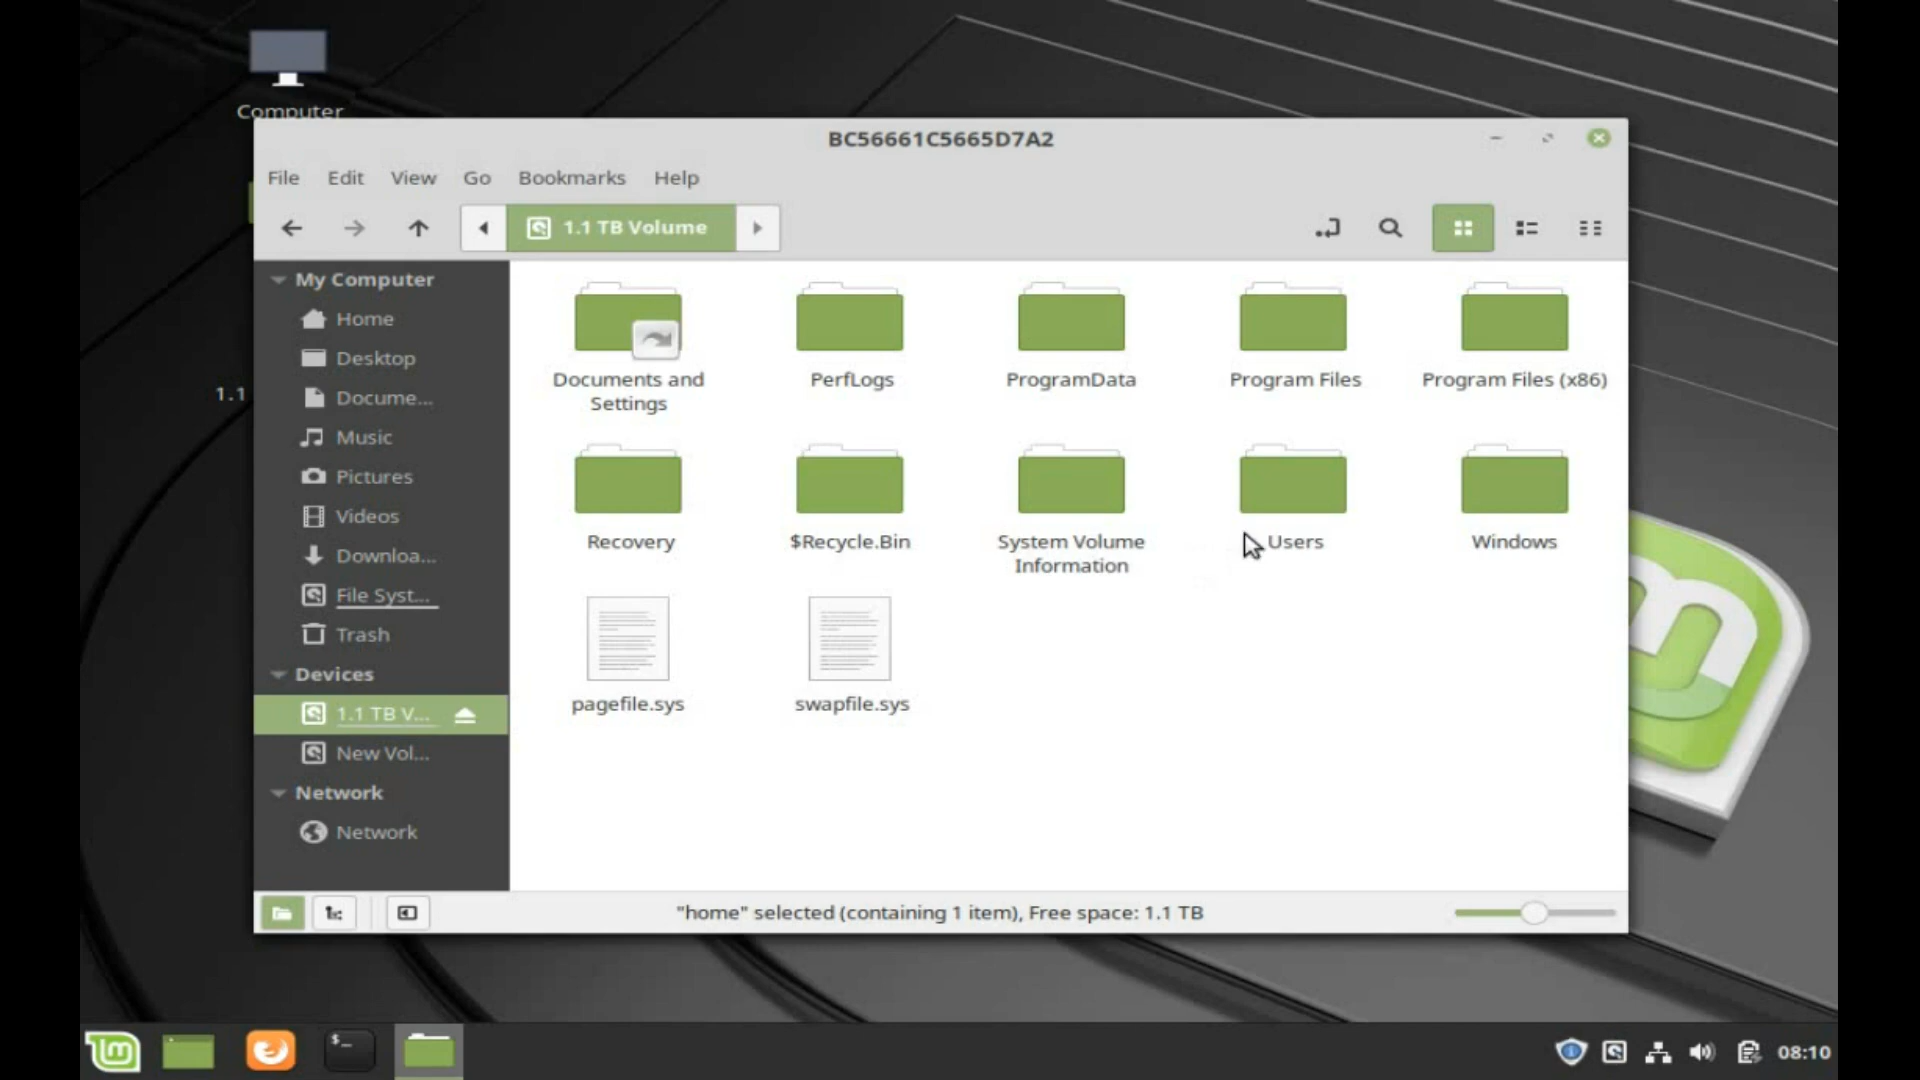 Computer
1.1
BC56661C5665D7A2
File Edit View Go Bookmarks Help
1.1 TB Volume
My Computer
Home
Desktop
Docume...
Music
Pictures
Videos
Downloa...
File Syst...
Trash
Devices
1.1 TB V...
New Vol...
Network
Network
Documents and
Settings
PerfLogs
ProgramData
Program Files
Program Files (x86)
Recovery
$Recycle.Bin
System Volume
Information
Users
Windows
pagefile.sys
swapfile.sys
"home" selected (containing 1 item), Free space: 1.1 TB
$_
08:10